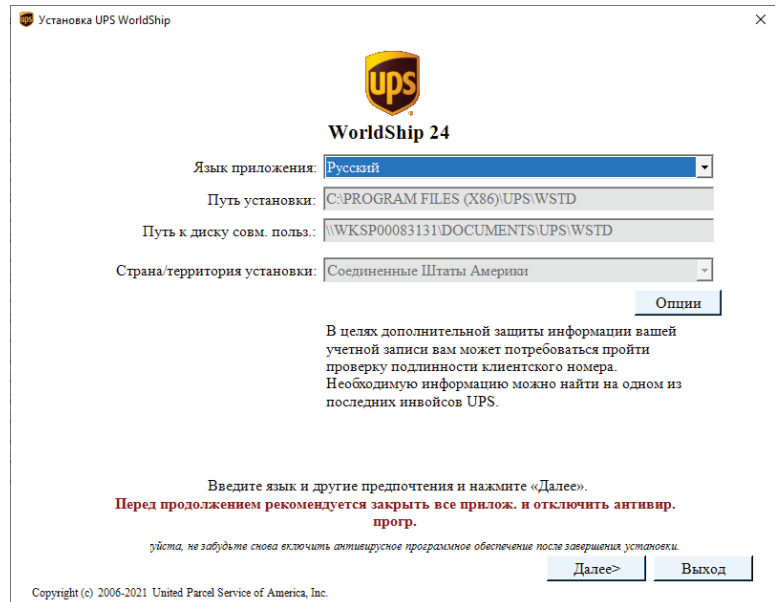 Установка UPS WorldShip
ups
WorldShip 24
Язык приложения: Русский
Путь установки: C:\PROGRAM FILES (X86)\UPS\WSTD
Путь к диску совм. польз.: \\WKSP00083131\DOCUMENTS\UPS\WSTD
Страна/территория установки: Соединенные Штаты Америки
Опции
В целях дополнительной защиты информации вашей
учетной записи вам может потребоваться пройти
проверку подлинности клиентского номера.
Необходимую информацию можно найти на одном из
последних инвойсов UPS.
Введите язык и другие предпочтения и нажмите «Далее».
Перед продолжением рекомендуется закрыть все прилож. и отключить антивир.
прогр.
уйста, не забудьте снова включить антивирусное программное обеспечение после завершения установки.
Далее> Выход
Copyright (c) 2006-2021 United Parcel Service of America, Inc.